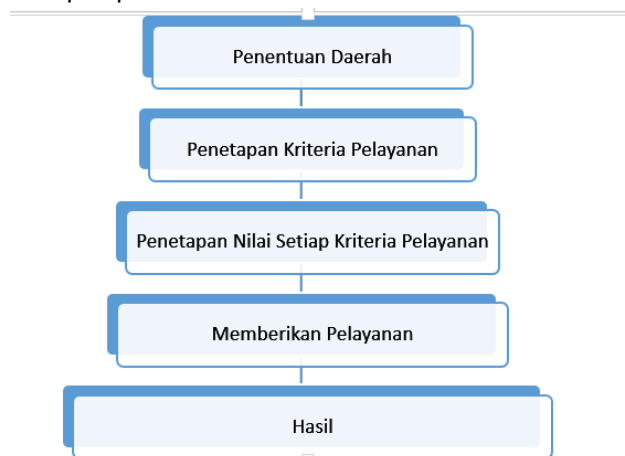 Penentuan Daerah
Penetapan Kriteria Pelayanan
Penetapan Nilai Setiap Kriteria Pelayanan
Memberikan Pelayanan
Hasil